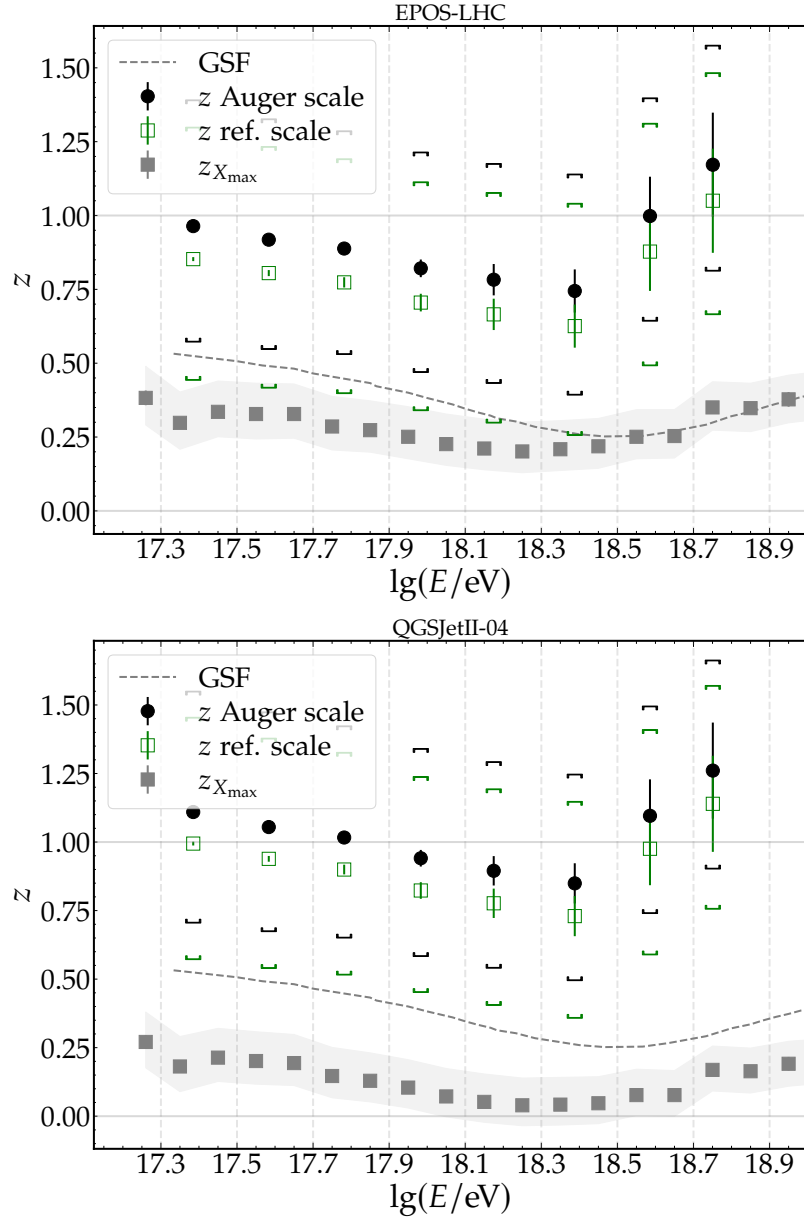 EPOS-LHC
GSF
z Auger scale
z ref. scale
z_{X_{max}}
1.50
1.25
1.00
0.75
0.50
0.25
0.00
z
17.3 17.5 17.7 17.9 18.1 18.3 18.5 18.7 18.9
lg(E/eV)
QGSJetII-04
GSF
z Auger scale
z ref. scale
z_{X_{max}}
1.50
1.25
1.00
0.75
0.50
0.25
0.00
z
17.3 17.5 17.7 17.9 18.1 18.3 18.5 18.7 18.9
lg(E/eV)